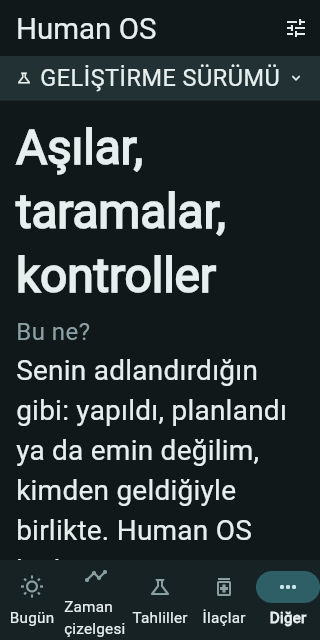 Human OS
GELİŞTİRME SÜRÜMÜ
Aşılar,
taramalar,
kontroller
Bu ne?
Senin adlandırdığın
gibi: yapıldı, planlandı
ya da emin değilim,
kimden geldiğiyle
birlikte. Human OS
Bugün
Zaman
çizelgesi
Tahliller
İlaçlar
Diğer